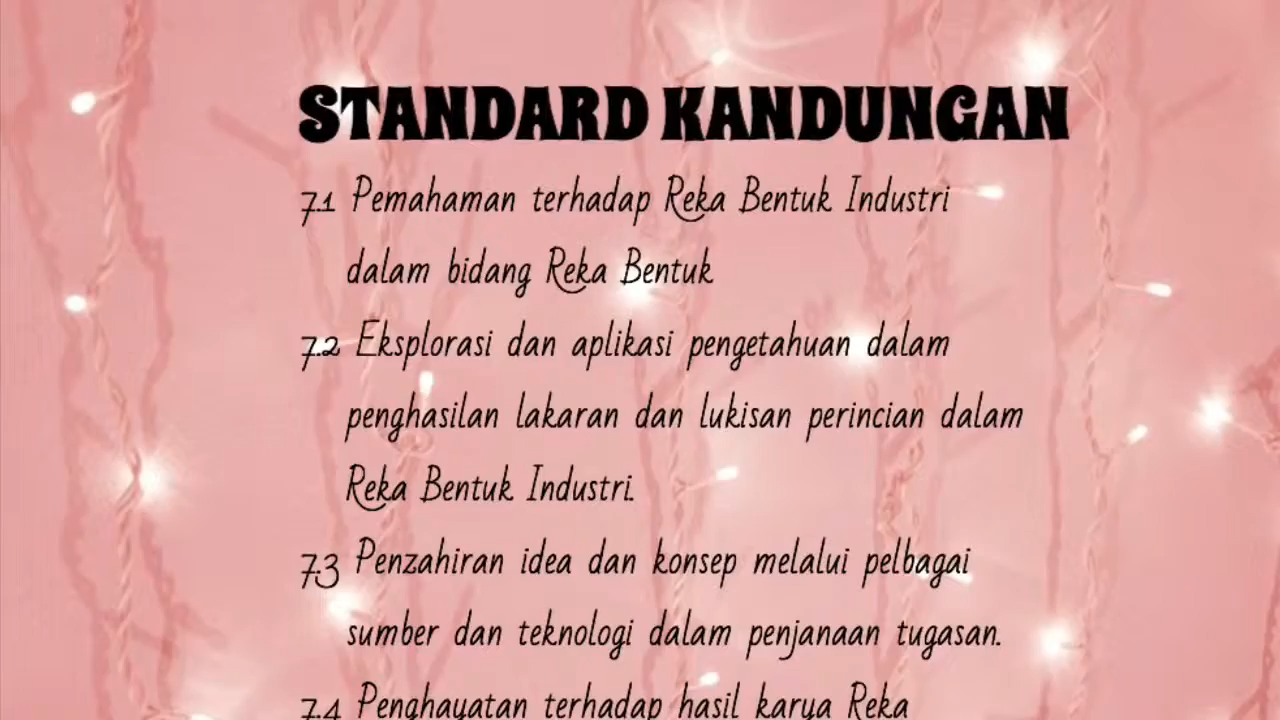 STANDARD KANDUNGAN
7.1 Pemahaman terhadap Reka Bentuk Industri
dalam bidang Reka Bentuk
7.2 Eksplorasi dan aplikasi pengetahuan dalam
penghasilan lakaran dan lukisan perincian dalam
Reka Bentuk Industri.
7.3 Penzahiran idea dan konsep melalui pelbagai
sumber dan teknologi dalam penjanaan tugasan.
7.4 Penghayatan terhadap hasil karya Reka